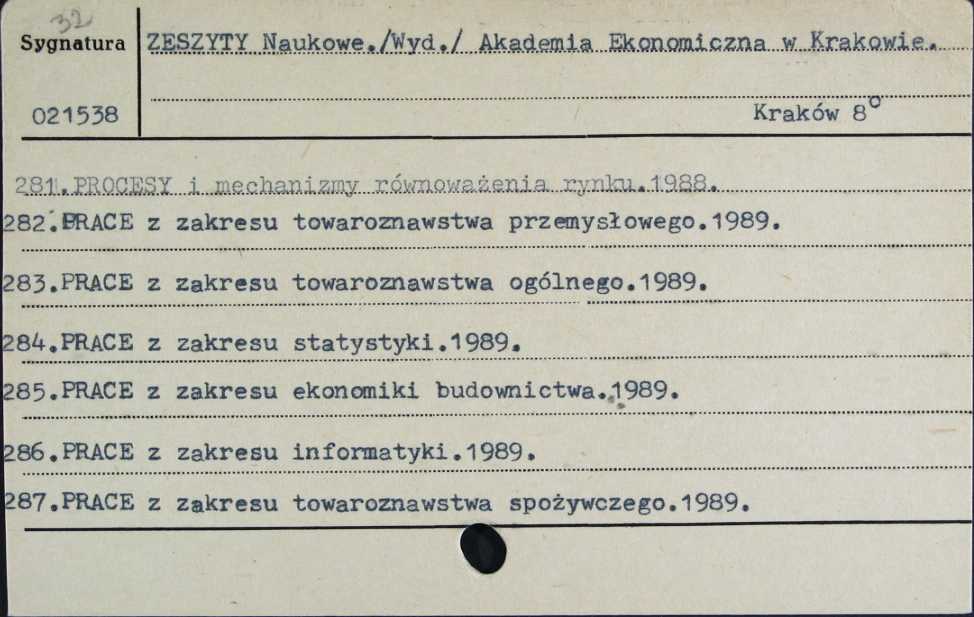 32
Sygnatura
ZESZYTY Naukowe./Wyd./ Akademia Ekonomiczna w Krakowie.
021538
Kraków 8°
281.PROCESY i mechanizmy równoważenia rynku.1988.
282.PRACE z zakresu towaroznawstwa przemysłowego.1989.
283.PRACE z zakresu towaroznawstwa ogólnego.1989.
284.PRACE z zakresu statystyki.1989.
285.PRACE z zakresu ekonomiki budownictwa.1989.
286.PRACE z zakresu informatyki.1989.
287.PRACE z zakresu towaroznawstwa spożywczego.1989.